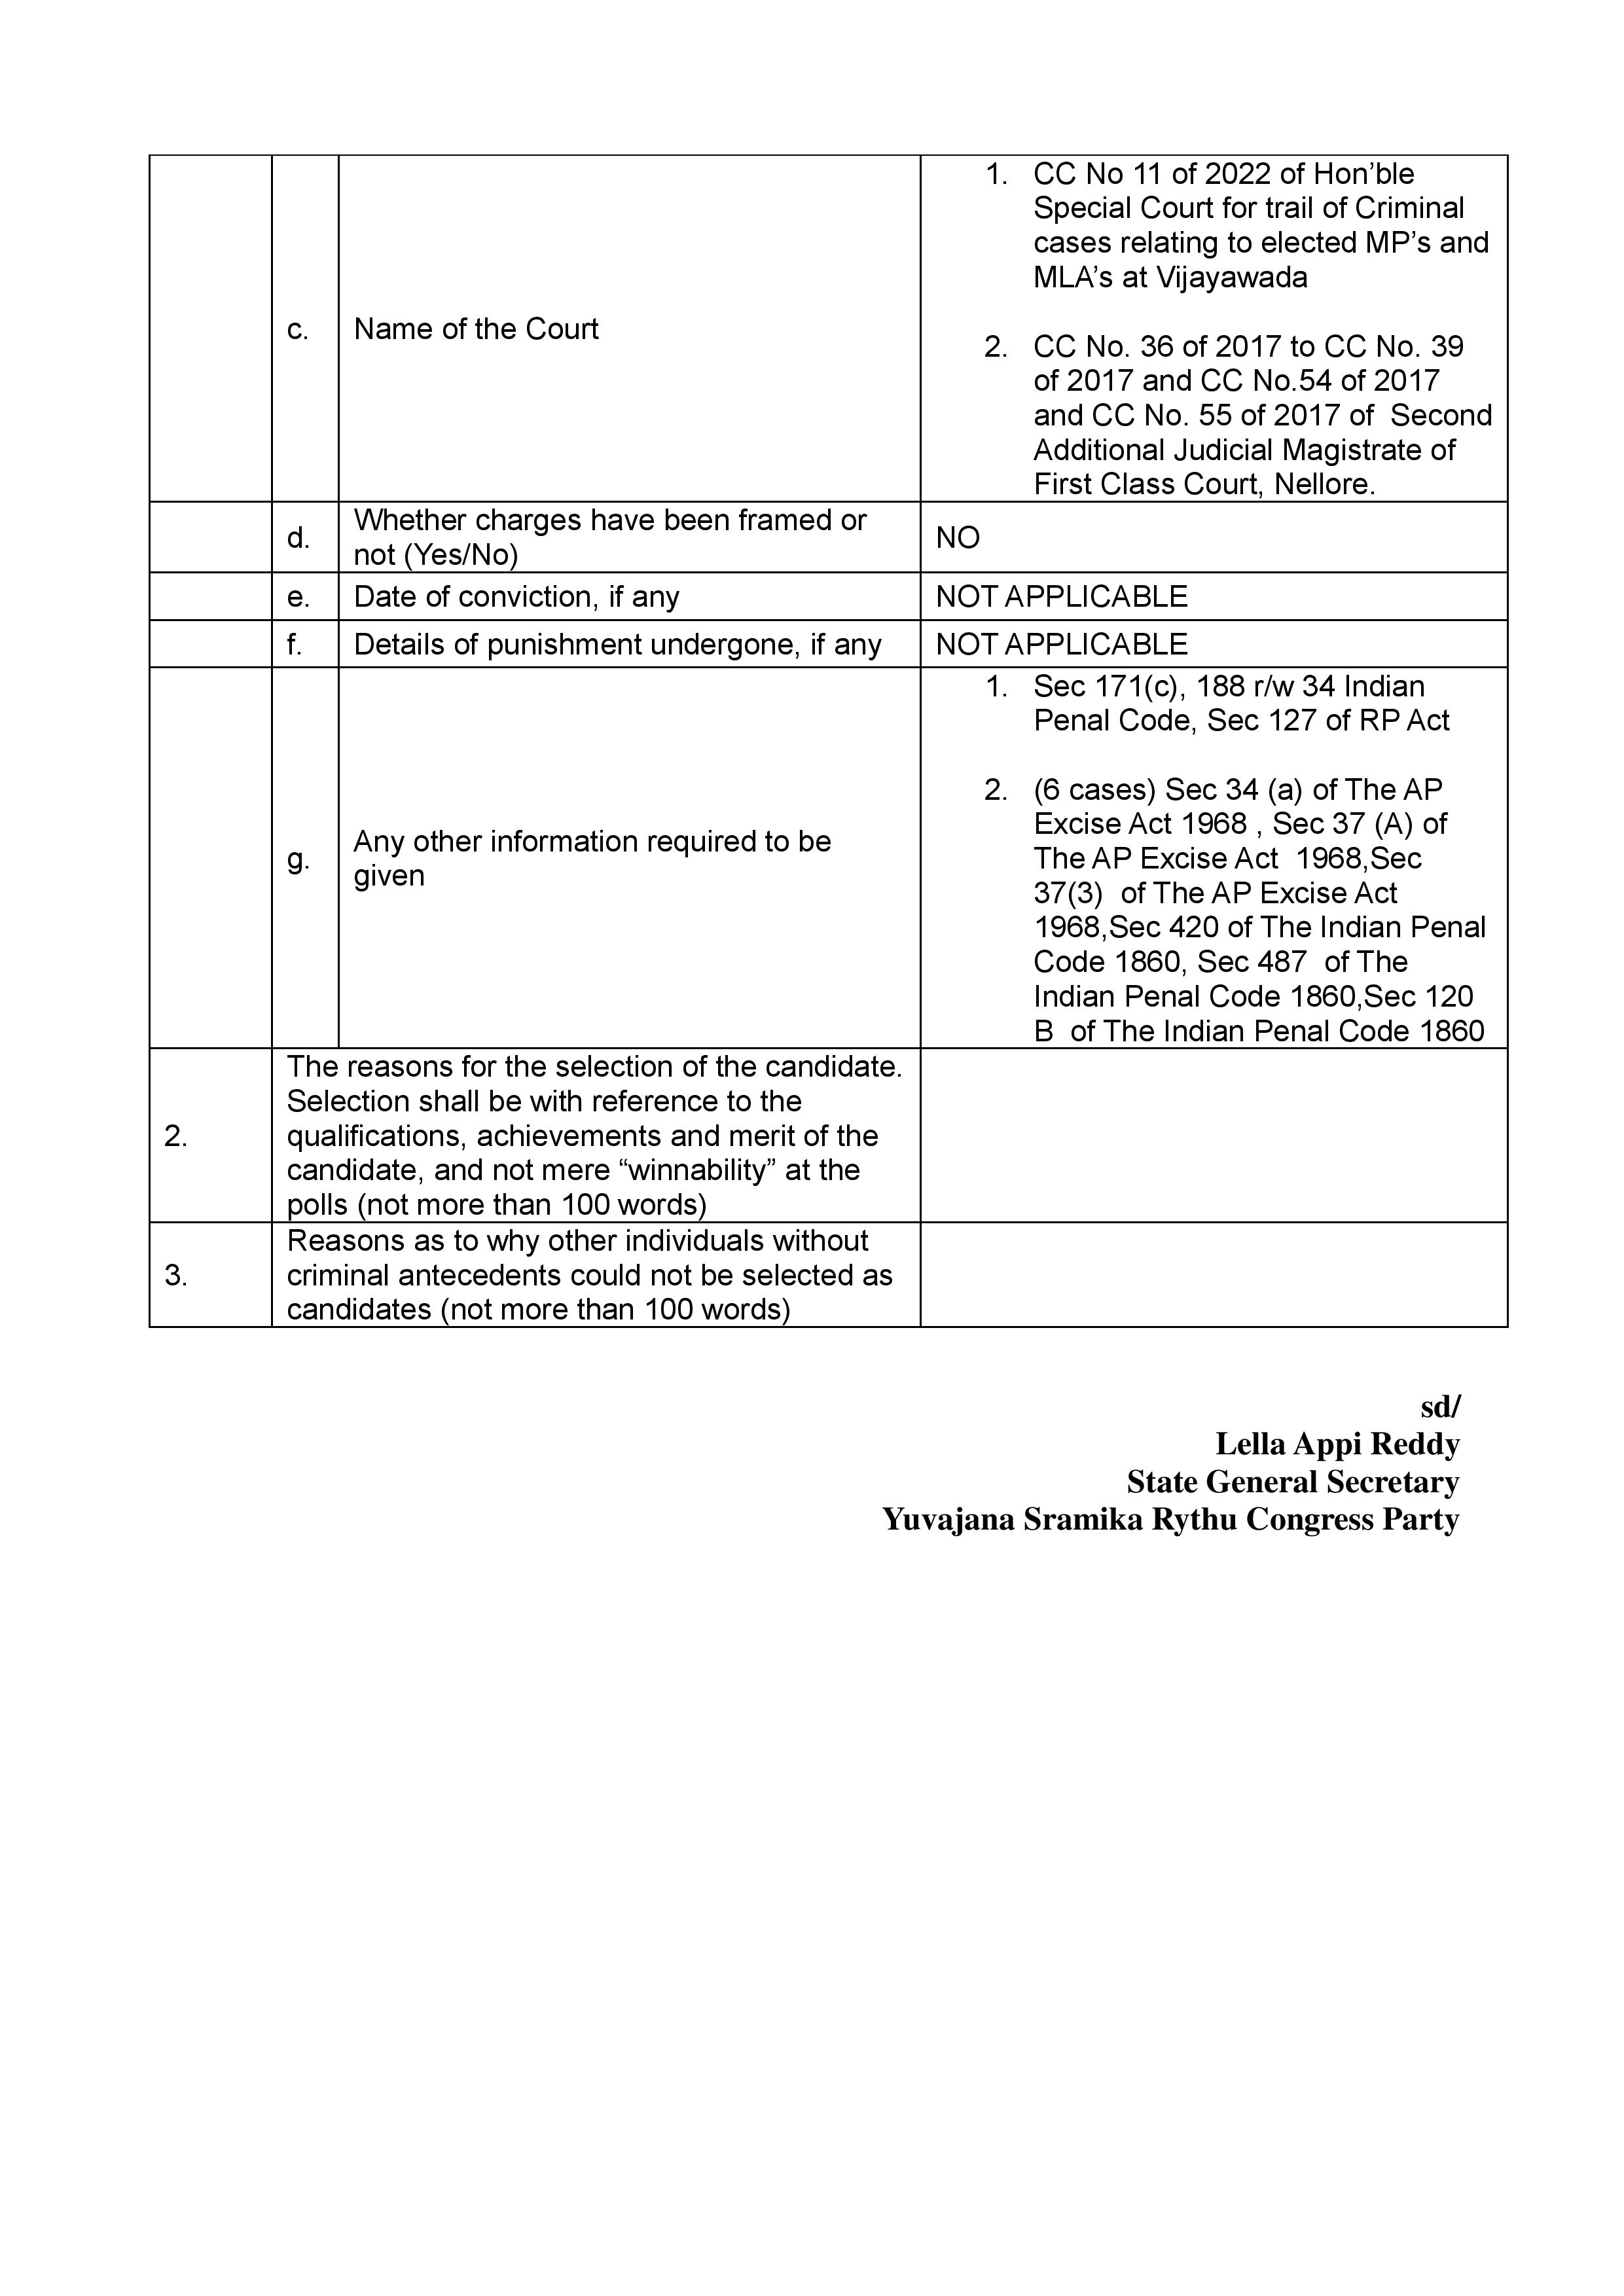 1. CC No 11 of 2022 of Hon’ble
Special Court for trail of Criminal
cases relating to elected MP’s and
MLA’s at Vijayawada
c. Name of the Court
2. CC No. 36 of 2017 to CC No. 39
of 2017 and CC No.54 of 2017
and CC No. 55 of 2017 of Second
Additional Judicial Magistrate of
First Class Court, Nellore.
d. Whether charges have been framed or
not (Yes/No)
NO
e. Date of conviction, if any NOT APPLICABLE
f. Details of punishment undergone, if any NOT APPLICABLE
g. Any other information required to be
given
1. Sec 171(c), 188 r/w 34 Indian
Penal Code, Sec 127 of RP Act
2. (6 cases) Sec 34 (a) of The AP
Excise Act 1968 , Sec 37 (A) of
The AP Excise Act 1968,Sec
37(3) of The AP Excise Act
1968,Sec 420 of The Indian Penal
Code 1860, Sec 487 of The
Indian Penal Code 1860,Sec 120
B of The Indian Penal Code 1860
2. The reasons for the selection of the candidate.
Selection shall be with reference to the
qualifications, achievements and merit of the
candidate, and not mere “winnability” at the
polls (not more than 100 words)
3. Reasons as to why other individuals without
criminal antecedents could not be selected as
candidates (not more than 100 words)
sd/
Lella Appi Reddy
State General Secretary
Yuvajana Sramika Rythu Congress Party